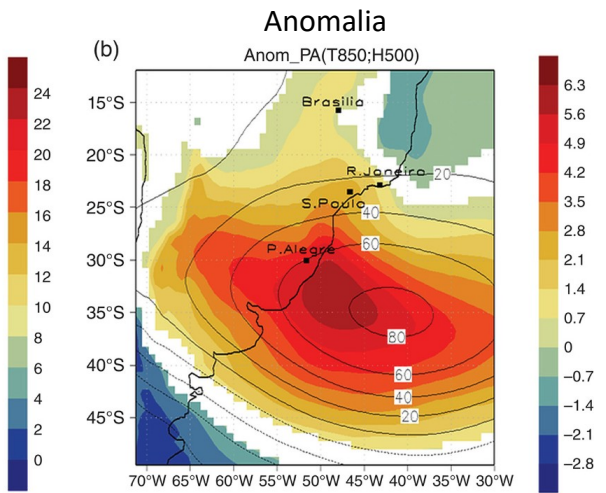 Anomalia
(b)
Anom_PA(T850;H500)
24
22
20
18
16
14
12
10
8
6
4
2
0
15°S
20°S
25°S
30°S
35°S
40°S
45°S
Brasilia
R.Janeiro
S.Paulo
P.Alegre
20
40
60
80
60
40
20
70°W 65°W 60°W 55°W 50°W 45°W 40°W 35°W 30°W
6.3
5.6
4.9
4.2
3.5
2.8
2.1
1.4
0.7
0
−0.7
−1.4
−2.1
−2.8